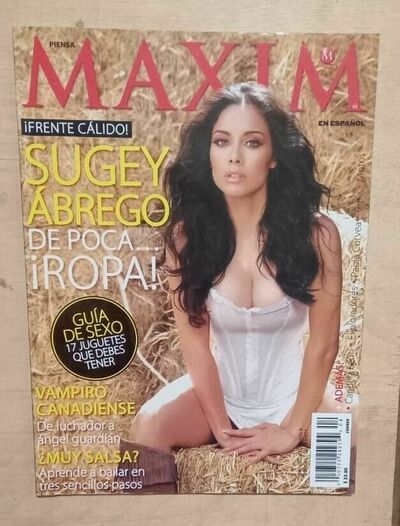 PIENSA
MAXIM
M
EN ESPAÑOL
¡FRENTE CÁLIDO!
SUGEY
ÁBREGO
DE POCA...
¡ROPA!
GUÍA
DE SEXO
17 JUGUETES
QUE DEBES
TENER
VAMPIRO
CANADIENSE
De luchador a
ángel guardián
¿MUY SALSA?
Aprende a bailar en
tres sencillos pasos
ADEMÁS: